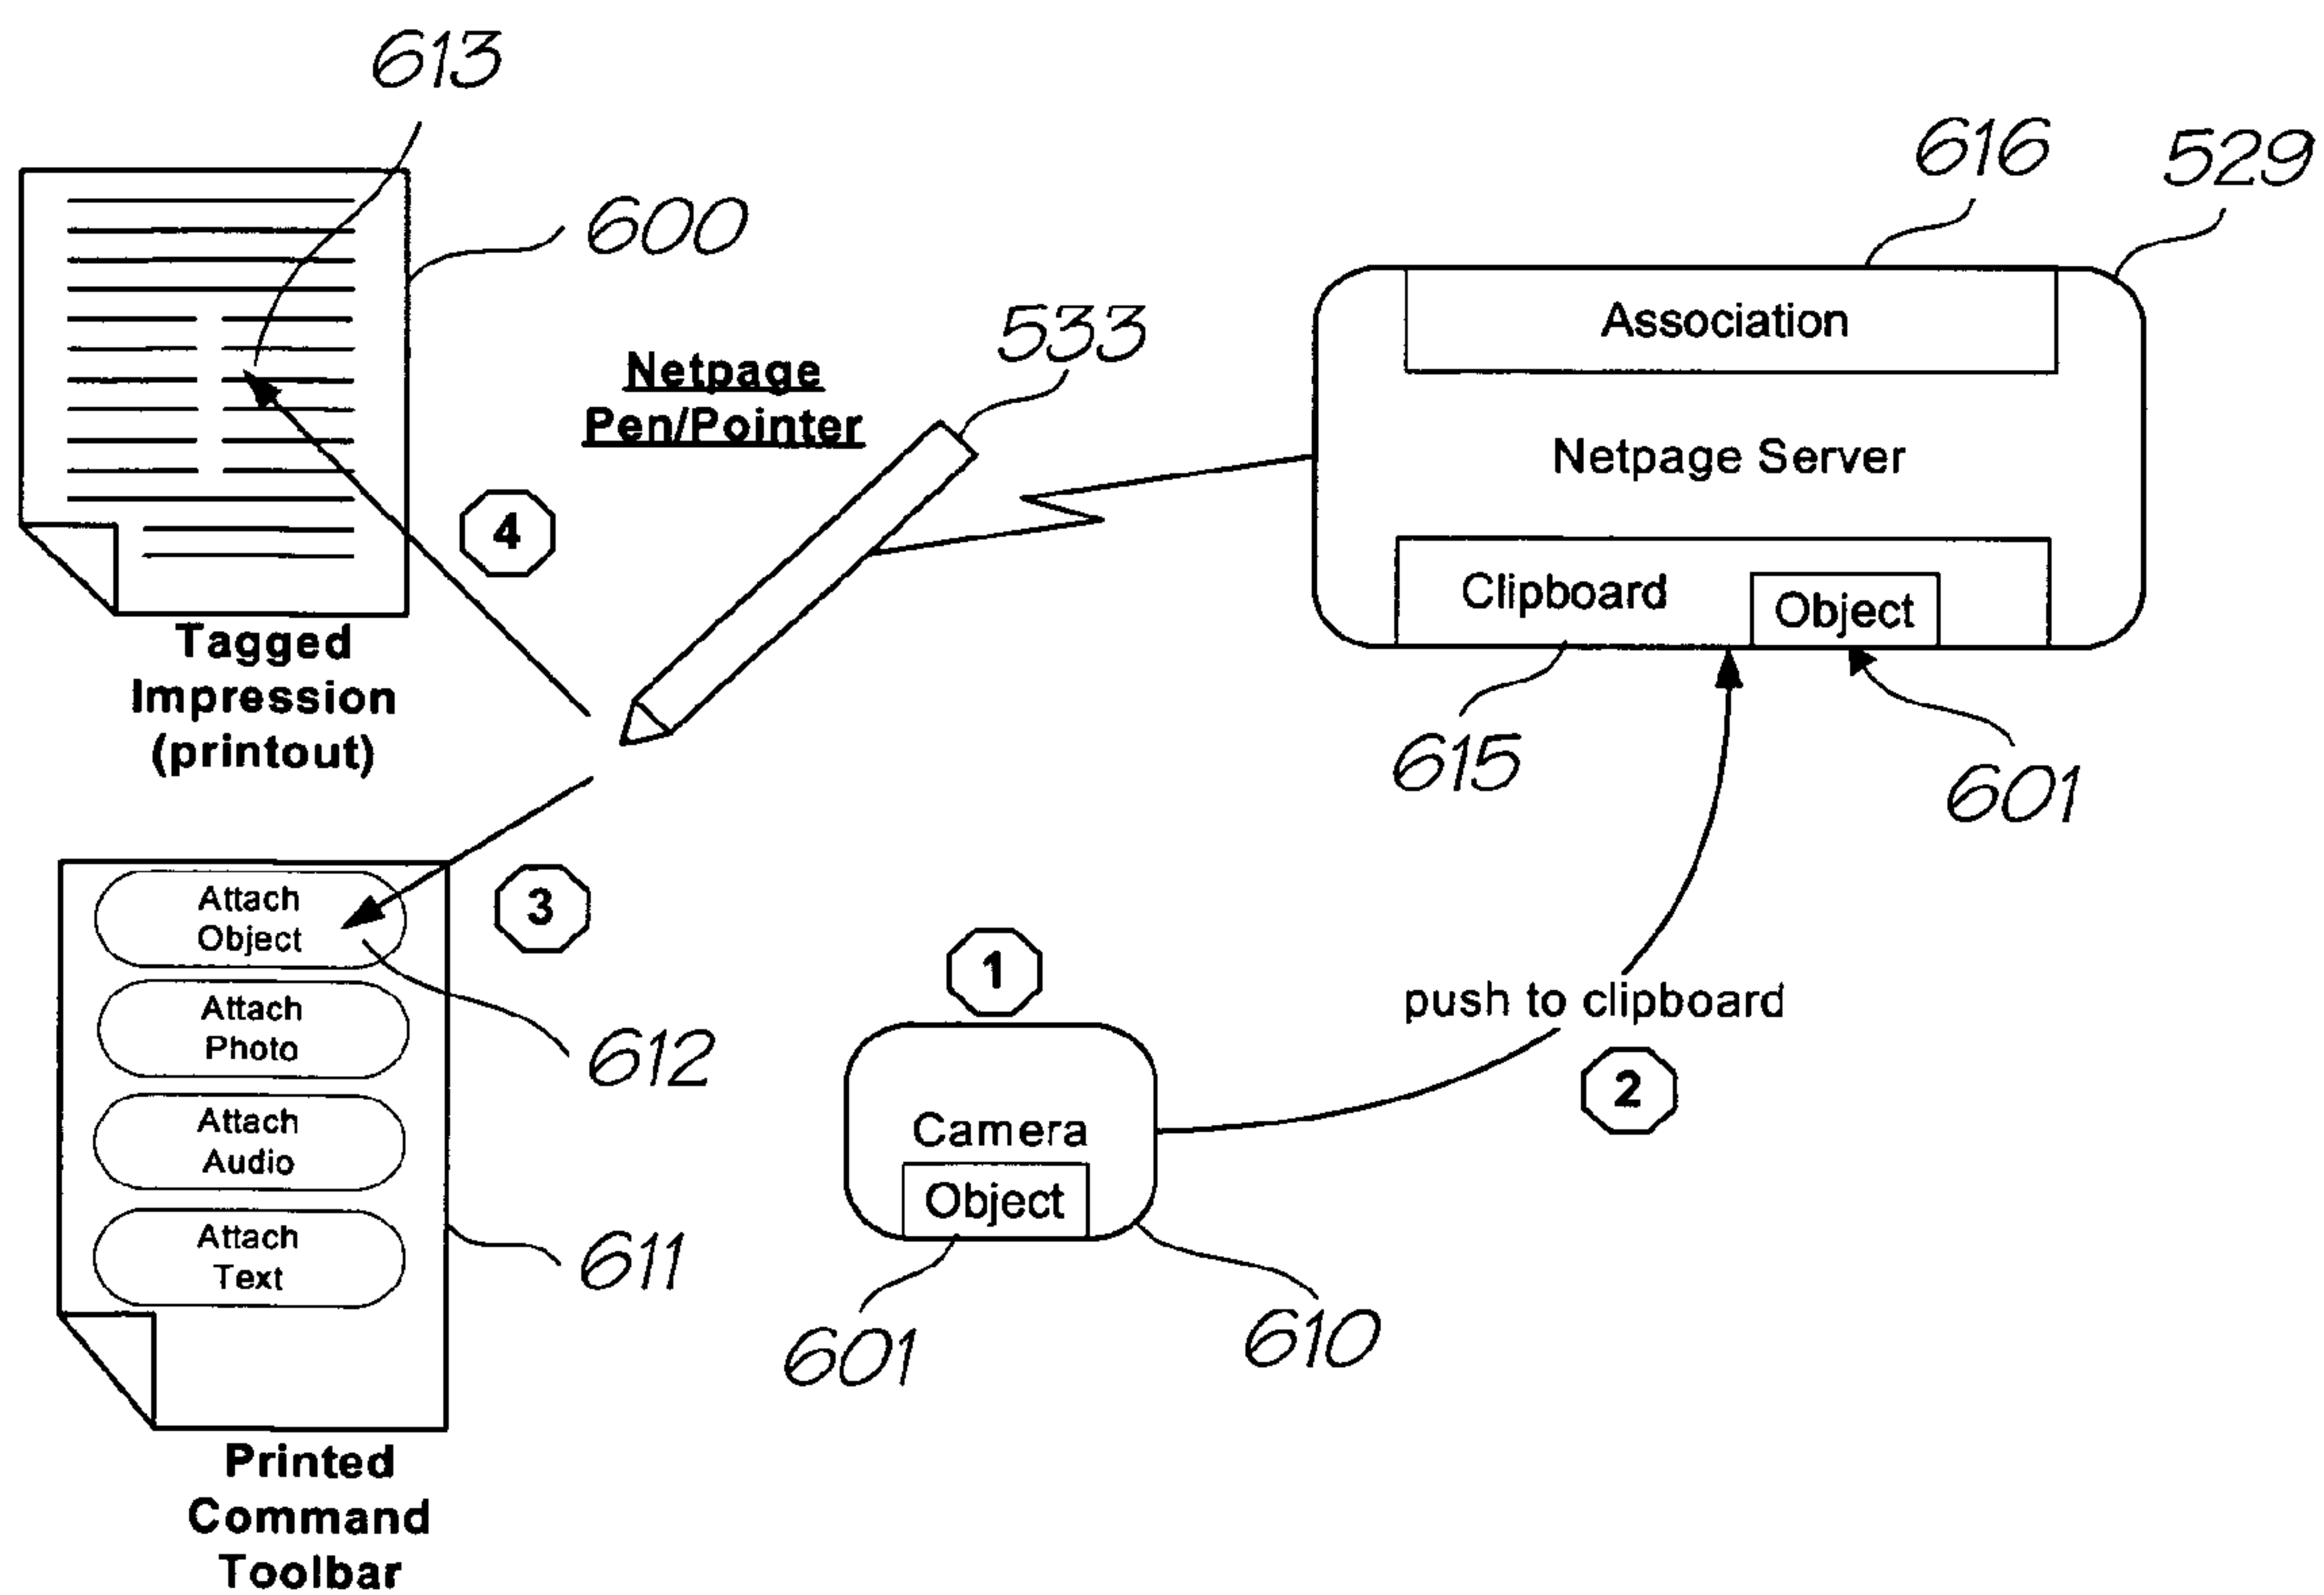 613
616
529
600
Association
533
Netpage
Pen/Pointer
Netpage Server
4
Clipboard
Object
Tagged
Impression
(printout)
615
601
Attach
Object
3
1
push to clipboard
Attach
Photo
612
2
Attach
Audio
Camera
Object
Attach
Text
611
601
610
Printed
Command
Toolbar